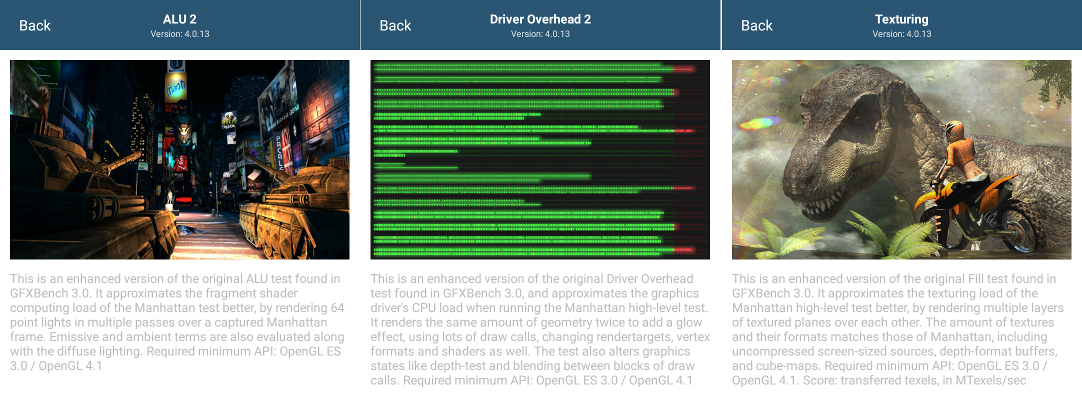 Back
ALU 2
Version: 4.0.13
This is an enhanced version of the original ALU test found in
GFXBench 3.0. It approximates the fragment shader
computing load of the Manhattan test better, by rendering 64
point lights in multiple passes over a captured Manhattan
frame. Emissive and ambient terms are also evaluated along
with the diffuse lighting. Required minimum API: OpenGL ES
3.0 / OpenGL 4.1
Back
Driver Overhead 2
Version: 4.0.13
This is an enhanced version of the original Driver Overhead
test found in GFXBench 3.0, and approximates the graphics
driver's CPU load when running the Manhattan high-level test.
It renders the same amount of geometry twice to add a glow
effect, using lots of draw calls, changing rendertargets, vertex
formats and shaders as well. The test also alters graphics
states like depth-test and blending between blocks of draw
calls. Required minimum API: OpenGL ES 3.0 / OpenGL 4.1
Back
Texturing
Version: 4.0.13
This is an enhanced version of the original Fill test found in
GFXBench 3.0. It approximates the texturing load of the
Manhattan high-level test better, by rendering multiple layers
of textured planes over each other. The amount of textures
and their formats matches those of Manhattan, including
uncompressed screen-sized sources, depth-format buffers,
and cube-maps. Required minimum API: OpenGL ES 3.0 /
OpenGL 4.1. Score: transferred texels, in MTexels/sec